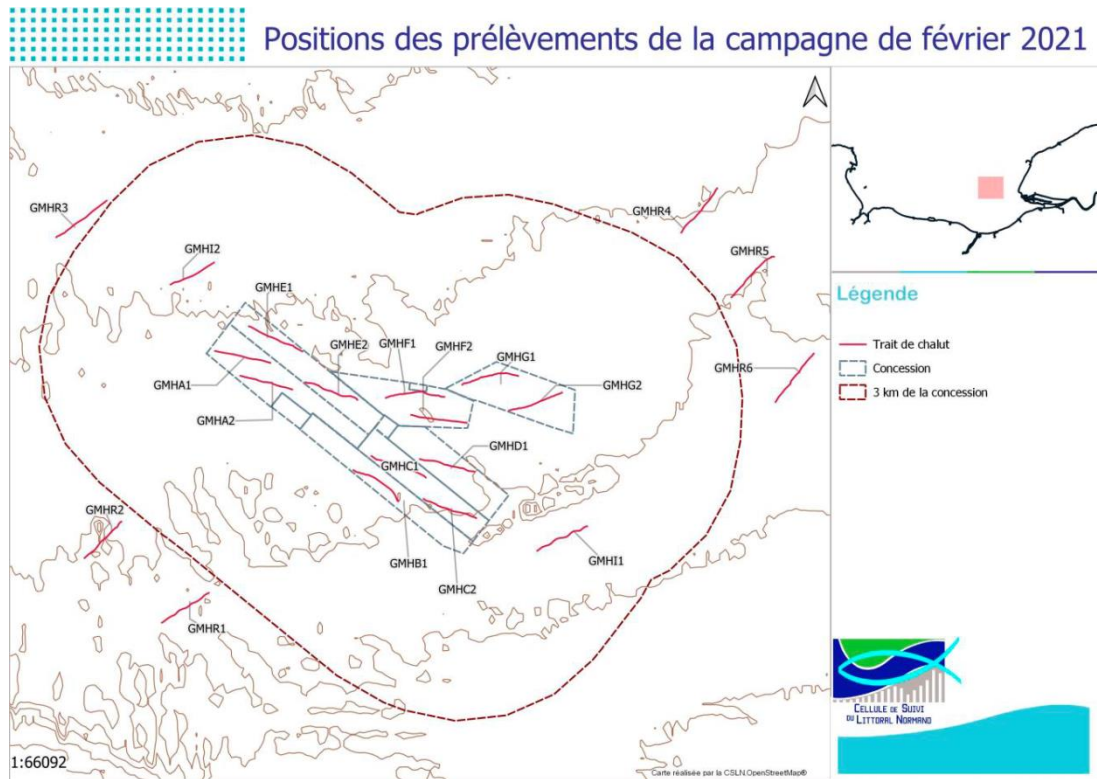 Positions des prélèvements de la campagne de février 2021
GMHR3
GMHR4
GMHI2
GMHR5
GMHE1
GMHE2
GMHF1
GMHF2
GMHG1
GMHG2
GMHR6
GMHA1
GMHA2
GMHD1
GMHC1
GMHR2
GMHB1
GMHI1
GMHC2
GMHR1
1:66092
Carte réalisée par la CSLN.OpenStreetMap®
Légende
Trait de chalut
Concession
3 km de la concession
CELLULE DE SUIVI
DU LITTORAL NORMAND